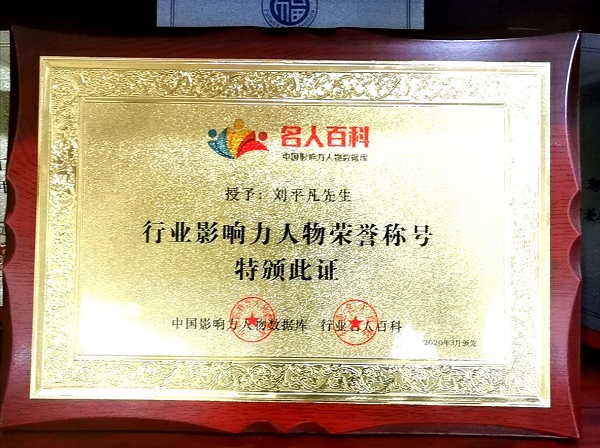 名人百科
中国影响力人物数据库
授予：刘平凡先生
行业影响力人物荣誉称号
特颁此证
中国影响力人物数据库 行业名人百科
2020年3月颁发